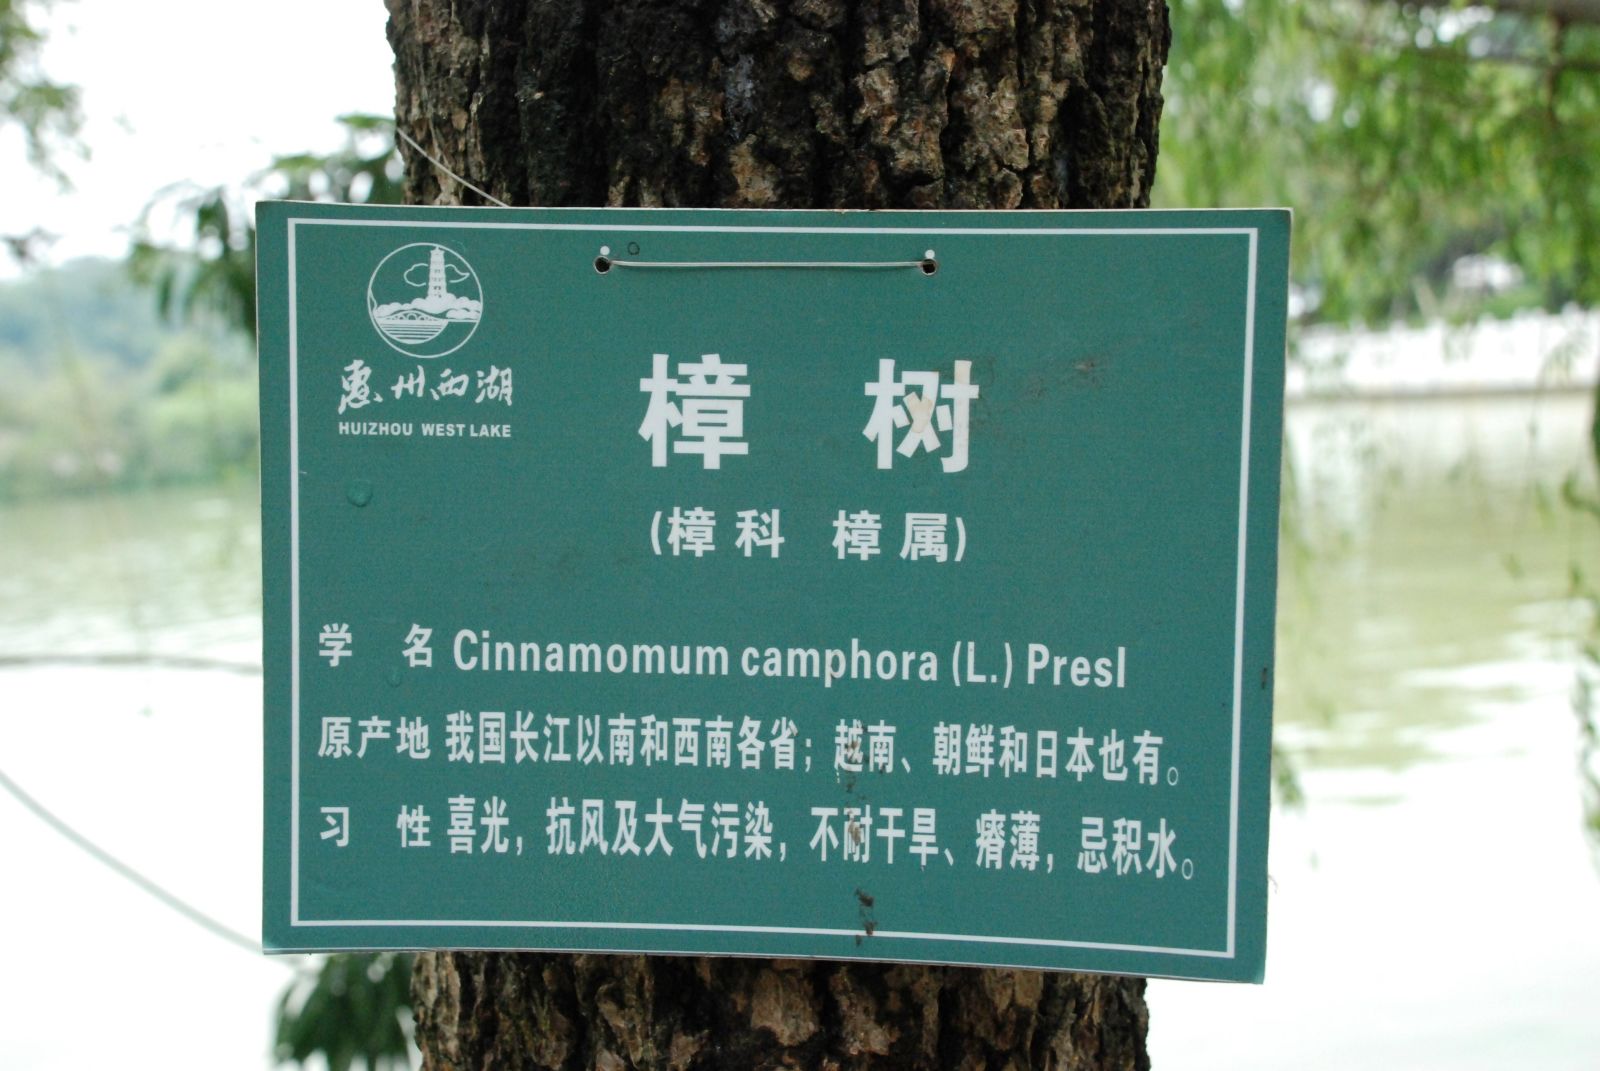 惠州西湖
HUIZHOU WEST LAKE
樟 树
(樟科 樟属)
学 名 Cinnamomum camphora (L.) Presl
原产地 我国长江以南和西南各省；越南、朝鲜和日本也有。
习 性 喜光，抗风及大气污染，不耐干旱、瘠薄，忌积水。